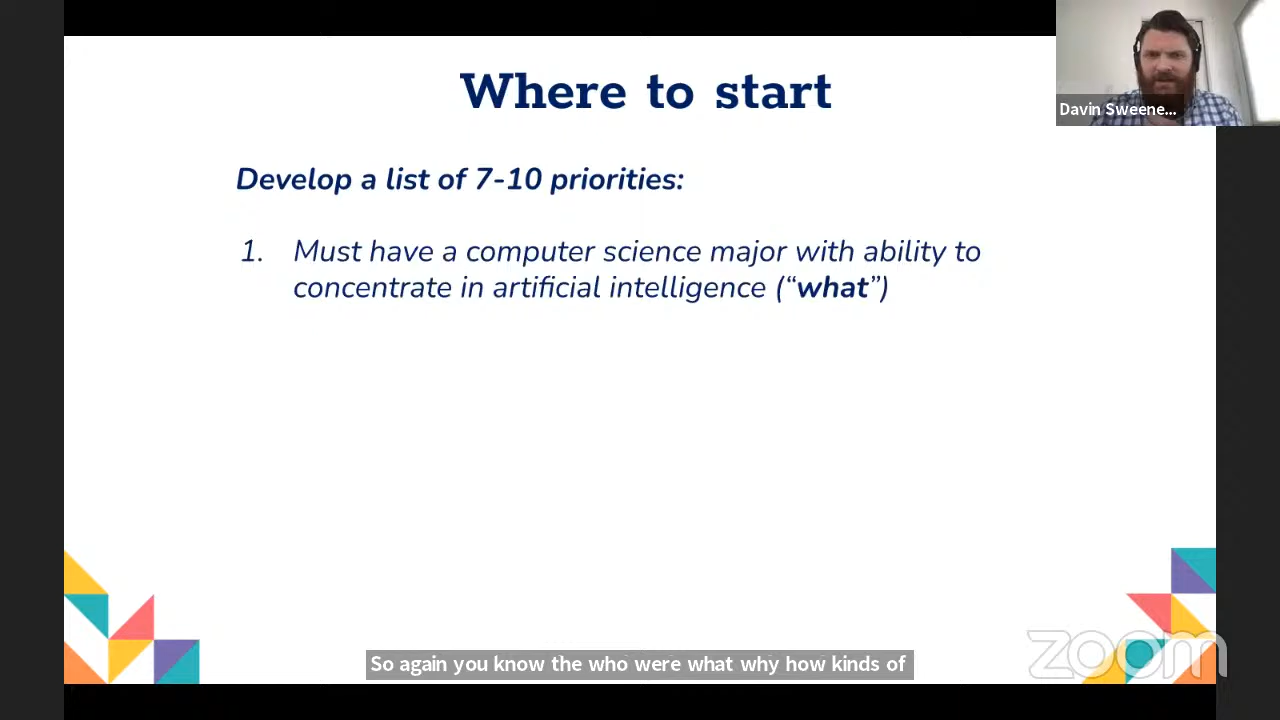 Where to start
Davin Sweene...
Develop a list of 7-10 priorities:
1. Must have a computer science major with ability to
concentrate in artificial intelligence (“what”)
zoom
So again you know the who were what why how kinds of